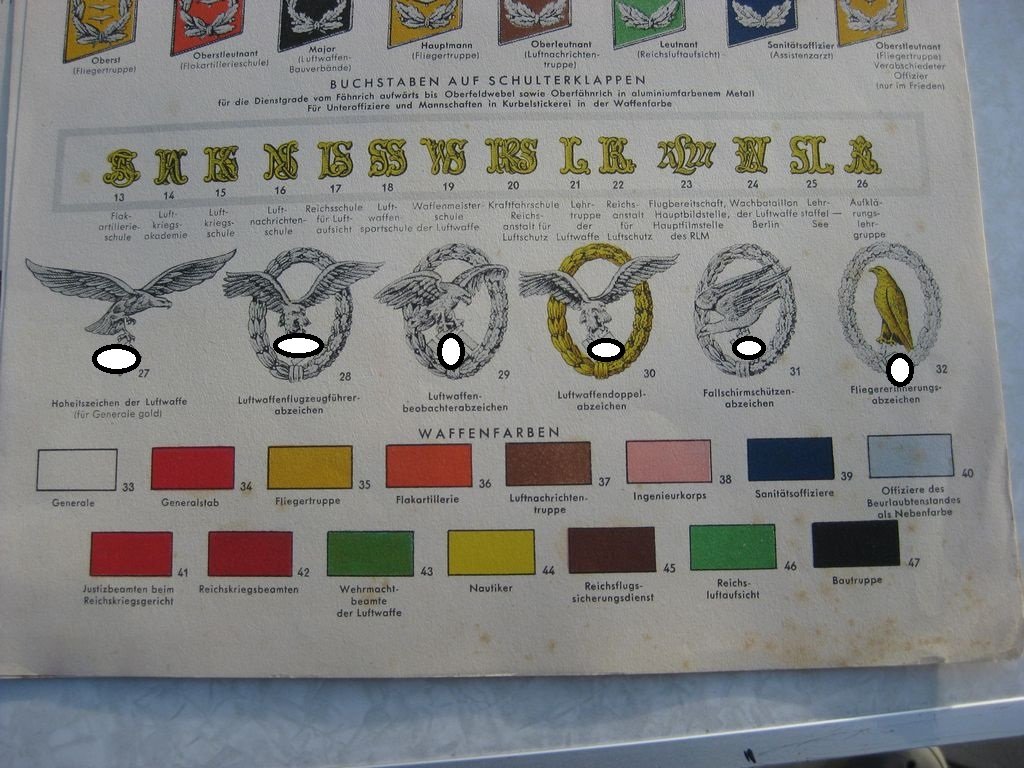 Oberst
(Fliegertruppe)
Oberstleutnant
(Flakartillerieschule)
Major
(Luftwaffen-
Bauverbände)
Hauptmann
(Fliegertruppe)
Oberleutnant
(Luftnachrichten-
truppe)
Leutnant
(Reichsluftaufsicht)
Sanitätsoffizier
(Assistenzarzt)
Oberstleutnant
(Fliegertruppe)
Verabschiedeter
Offizier
(nur im Frieden)
BUCHSTABEN AUF SCHULTERKLAPPEN
für die Dienstgrade vom Fähnrich aufwärts bis Oberfeldwebel sowie Oberfähnrich in aluminiumfarbenem Metall
Für Unteroffiziere und Mannschaften in Kurbelstickerei in der Waffenfarbe
13 14 15 16 17 18 19 20 21 22 23 24 25 26
Flak-
artillerie-
schule
Luft-
kriegs-
akademie
Luft-
kriegs-
schule
Luft-
nachrichten-
schule
Reichsschule
für Luft-
aufsicht
Luft-
waffen-
sportschule
Waffenmeister-
schule
der Luftwaffe
Kraftfahrschule
Reichs-
anstalt für
Luftschutz
Lehr-
truppe
der
Luftwaffe
Reichs-
anstalt
für
Luftschutz
Flugbereitschaft,
Hauptbildstelle,
Hauptfilmstelle
des RLM
Wachbataillon
der Luftwaffe
Berlin
Lehr-
staffel —
See
Aufklä-
rungs-
lehr-
gruppe
27
Hoheitszeichen der Luftwaffe
(für Generale gold)
28
Luftwaffenflugzeugführer-
abzeichen
29
Luftwaffen-
beobachterabzeichen
30
Luftwaffendoppel-
abzeichen
31
Fallschirmschützen-
abzeichen
32
Fliegererinnerungs-
abzeichen
WAFFENFARBEN
33
Generale
34
Generalstab
35
Fliegertruppe
36
Flakartillerie
37
Luftnachrichten-
truppe
38
Ingenieurkorps
39
Sanitätsoffiziere
40
Offiziere des
Beurlaubtenstandes
als Nebenfarbe
41
Justizbeamten beim
Reichskriegsgericht
42
Reichskriegsbeamten
43
Wehrmacht-
beamte
der Luftwaffe
44
Nautiker
45
Reichsflugs-
sicherungsdienst
46
Reichs-
luftaufsicht
47
Bautruppe